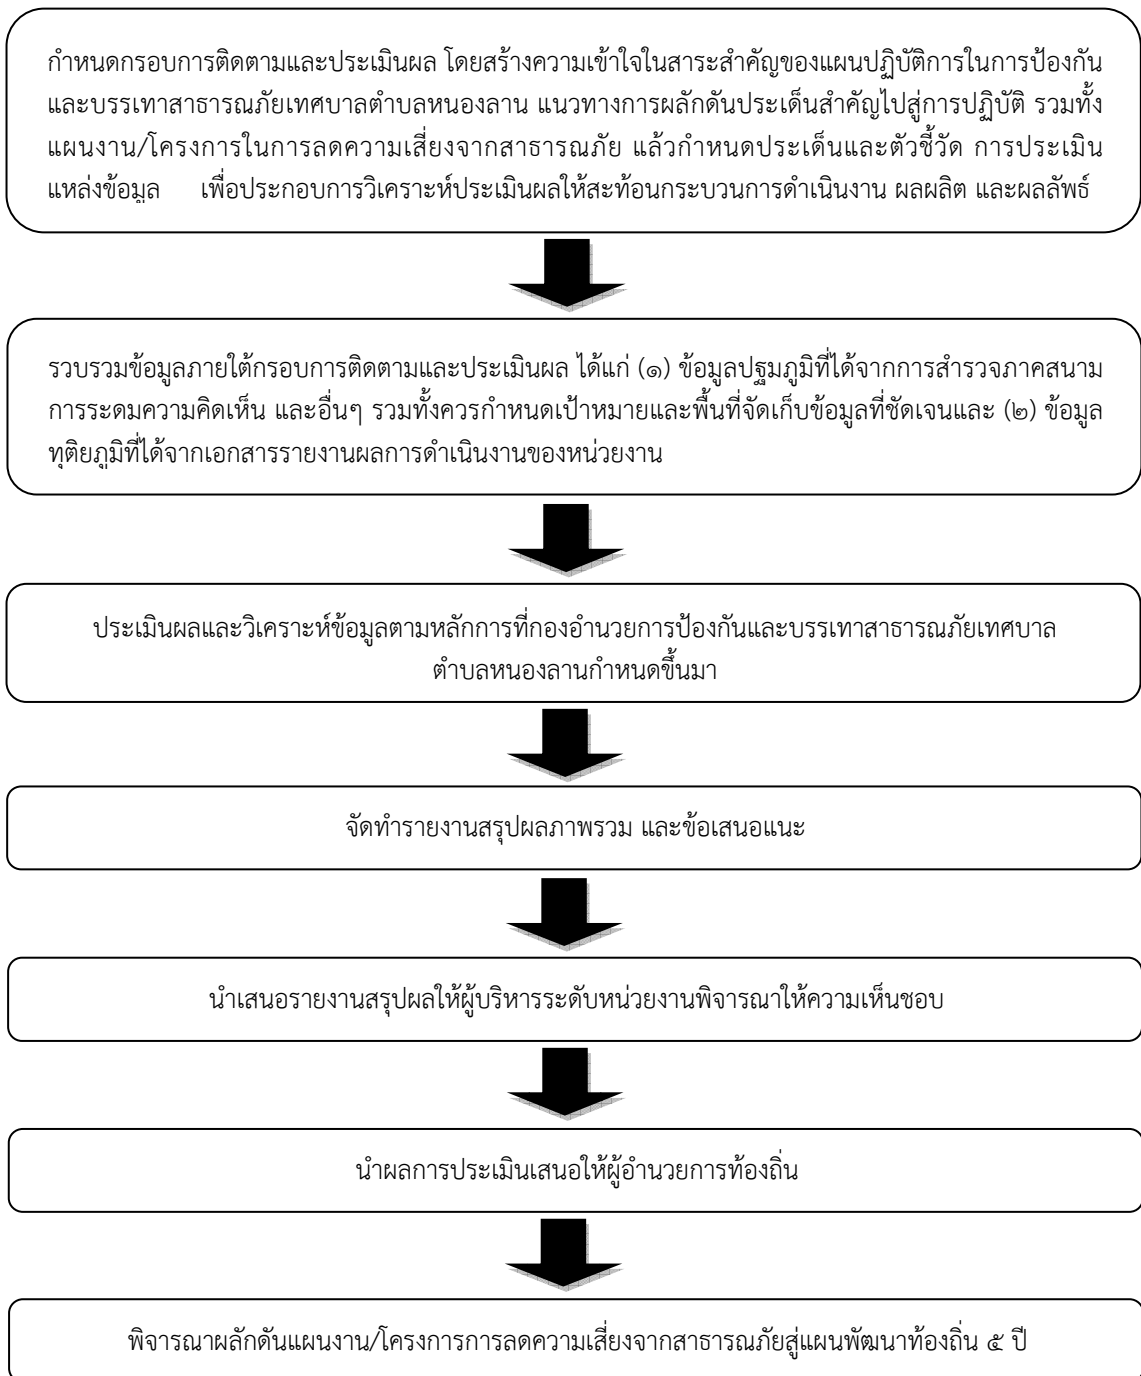 กำหนดกรอบการติดตามและประเมินผล โดยสร้างความเข้าใจในสาระสำคัญของแผนปฏิบัติการในการป้องกัน
และบรรเทาสาธารณภัยเทศบาลตำบลหนองลาน แนวทางการผลักดันประเด็นสำคัญไปสู่การปฏิบัติ รวมทั้ง
แผนงาน/โครงการในการลดความเสี่ยงจากสาธารณภัย แล้วกำหนดประเด็นและตัวชี้วัด การประเมิน
แหล่งข้อมูล เพื่อประกอบการวิเคราะห์ประเมินผลให้สะท้อนกระบวนการดำเนินงาน ผลผลิต และผลลัพธ์
รวบรวมข้อมูลภายใต้กรอบการติดตามและประเมินผล ได้แก่ (๑) ข้อมูลปฐมภูมิที่ได้จากการสำรวจภาคสนาม
การระดมความคิดเห็น และอื่นๆ รวมทั้งควรกำหนดเป้าหมายและพื้นที่จัดเก็บข้อมูลที่ชัดเจนและ (๒) ข้อมูล
ทุติยภูมิที่ได้จากเอกสารรายงานผลการดำเนินงานของหน่วยงาน
ประเมินผลและวิเคราะห์ข้อมูลตามหลักการที่กองอำนวยการป้องกันและบรรเทาสาธารณภัยเทศบาล
ตำบลหนองลานกำหนดขึ้นมา
จัดทำรายงานสรุปผลภาพรวม และข้อเสนอแนะ
นำเสนอรายงานสรุปผลให้ผู้บริหารระดับหน่วยงานพิจารณาให้ความเห็นชอบ
นำผลการประเมินเสนอให้ผู้อำนวยการท้องถิ่น
พิจารณาผลักดันแผนงาน/โครงการการลดความเสี่ยงจากสาธารณภัยสู่แผนพัฒนาท้องถิ่น ๕ ปี